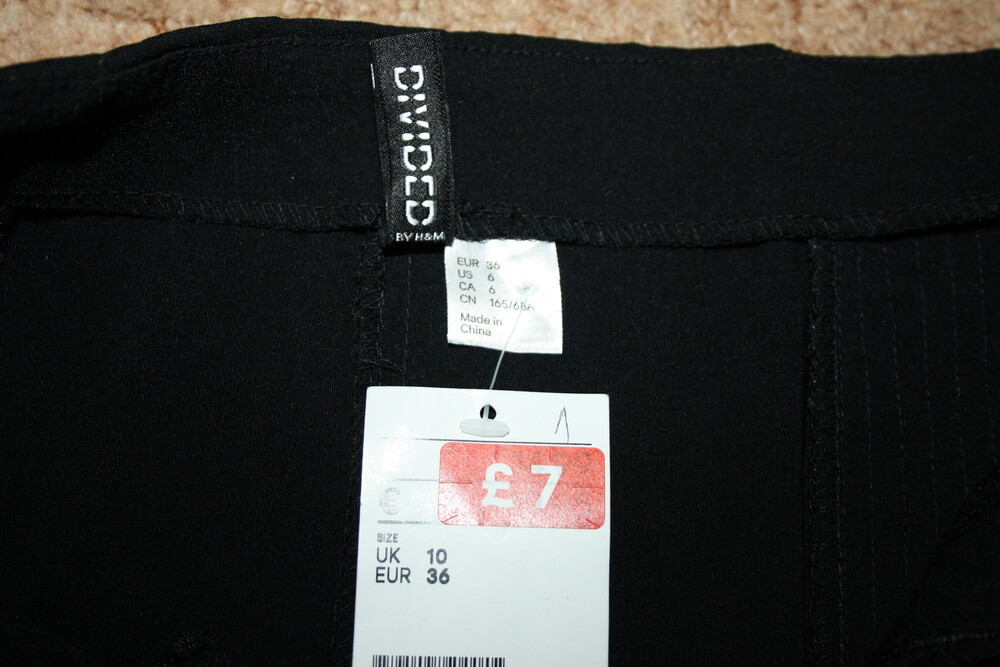 DIVIDED
BY H&M
EUR 36
US 6
CA 6
CN 165/68A
Made in
China
1
£7
SIZE
UK 10
EUR 36